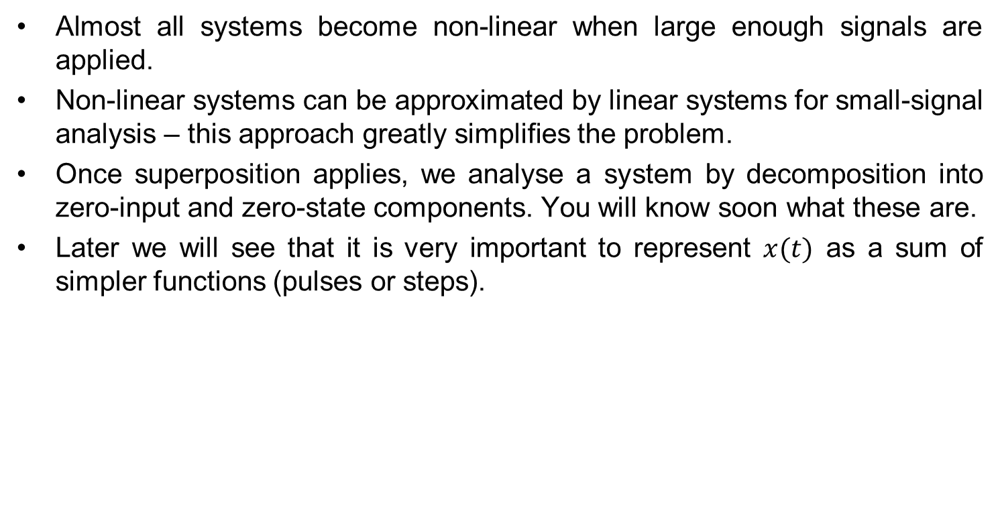 • Almost all systems become non-linear when large enough signals are
applied.
• Non-linear systems can be approximated by linear systems for small-signal
analysis – this approach greatly simplifies the problem.
• Once superposition applies, we analyse a system by decomposition into
zero-input and zero-state components. You will know soon what these are.
• Later we will see that it is very important to represent 𝑥(𝑡) as a sum of
simpler functions (pulses or steps).